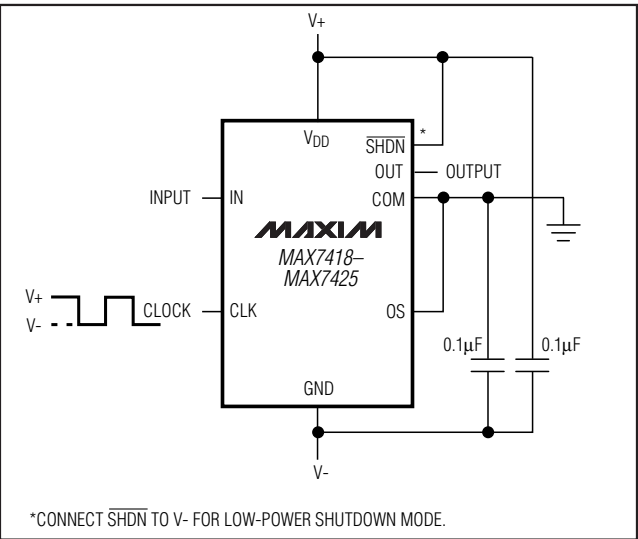 V+
VDD
SHDN
*
OUT
OUTPUT
INPUT
IN
COM
MAXIM
MAX7418–
MAX7425
V+
V-
CLOCK
CLK
OS
0.1µF
0.1µF
GND
V-
*CONNECT SHDN TO V- FOR LOW-POWER SHUTDOWN MODE.